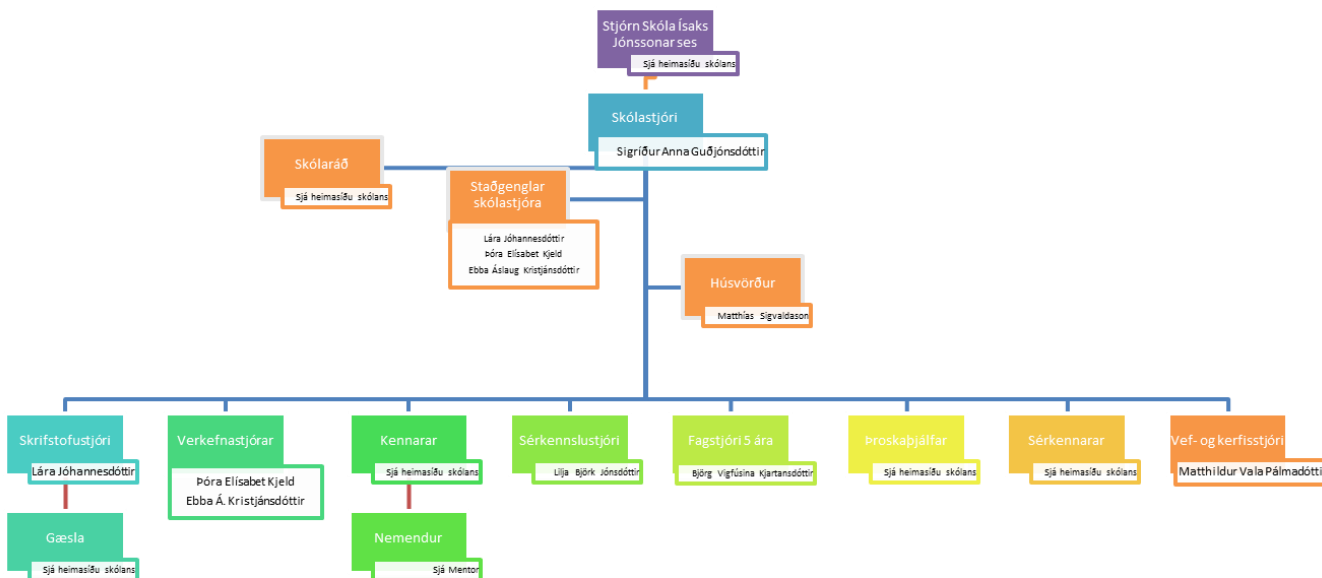 Stjórn Skóla Ísaks
Jónssonar ses
Sjá heimasíðu skólans
Skólastjóri
Sigríður Anna Guðjónsdóttir
Skólaráð
Sjá heimasíðu skólans
Staðgenglar
skólastjóra
Lára Jóhannesdóttir
Þóra Elísabet Kjeld
Ebba Áslaug Kristjánsdóttir
Húsvörður
Matthías Sigvaldason
Skrifstofustjóri
Lára Jóhannesdóttir
Verkefnastjórar
Þóra Elísabet Kjeld
Ebba Á. Kristjánsdóttir
Kennarar
Sjá heimasíðu skólans
Sérkennslustjóri
Lilja Björk Jónsdóttir
Fagstjóri 5 ára
Björg Vigfúsína Kjartansdóttir
Þroskaþjálfar
Sjá heimasíðu skólans
Sérkennarar
Sjá heimasíðu skólans
Vef- og kerfisstjóri
Matthildur Vala Pálmadótti
Gæsla
Sjá heimasíðu skólans
Nemendur
Sjá Mentor